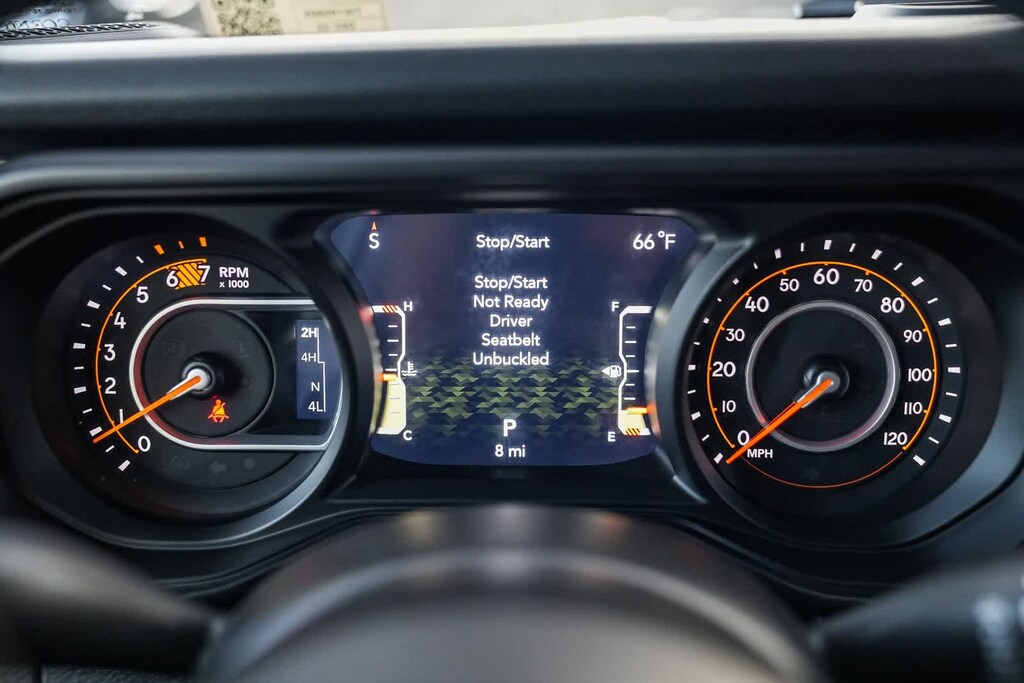 S
Stop/Start
66°F
Stop/Start
Not Ready
Driver
Seatbelt
Unbuckled
H
C
F
E
P
8 mi
RPM
x 1000
0
1
2
3
4
5
6
7
2H
4H
N
4L
0
10
20
30
40
50
60
70
80
90
100
110
120
MPH